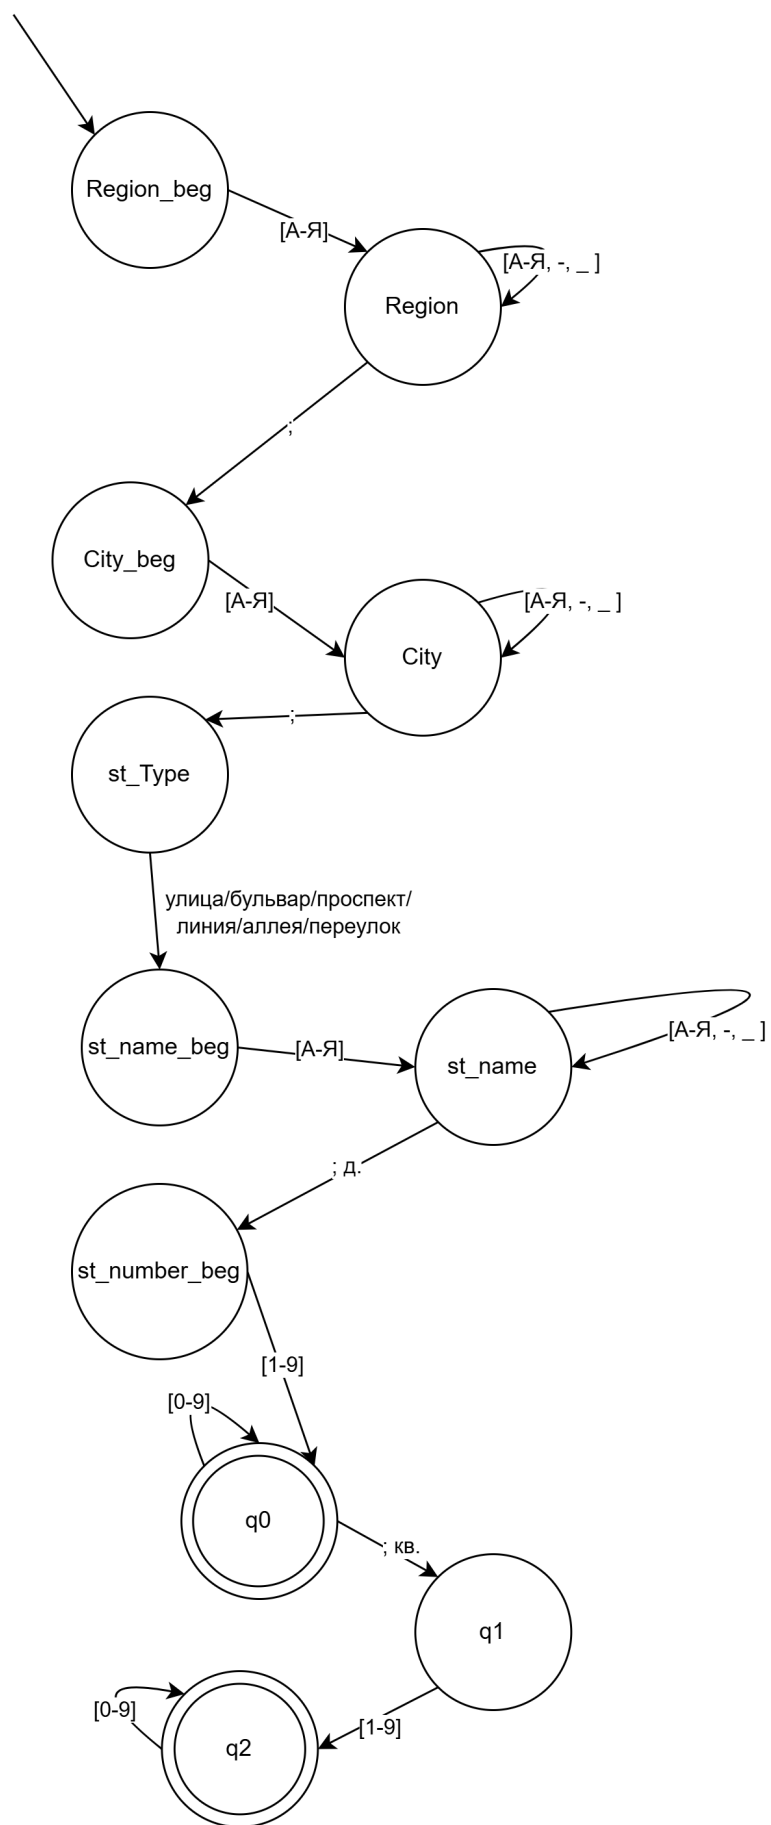 Region_beg
[А-Я]
Region
[А-Я, -, _ ]
;
City_beg
[А-Я]
City
[А-Я, -, _ ]
;
st_Type
улица/бульвар/проспект/
линия/аллея/переулок
st_name_beg
[А-Я]
st_name
[А-Я, -, _ ]
; д.
st_number_beg
[1-9]
[0-9]
q0
; кв.
q1
[1-9]
[0-9]
q2